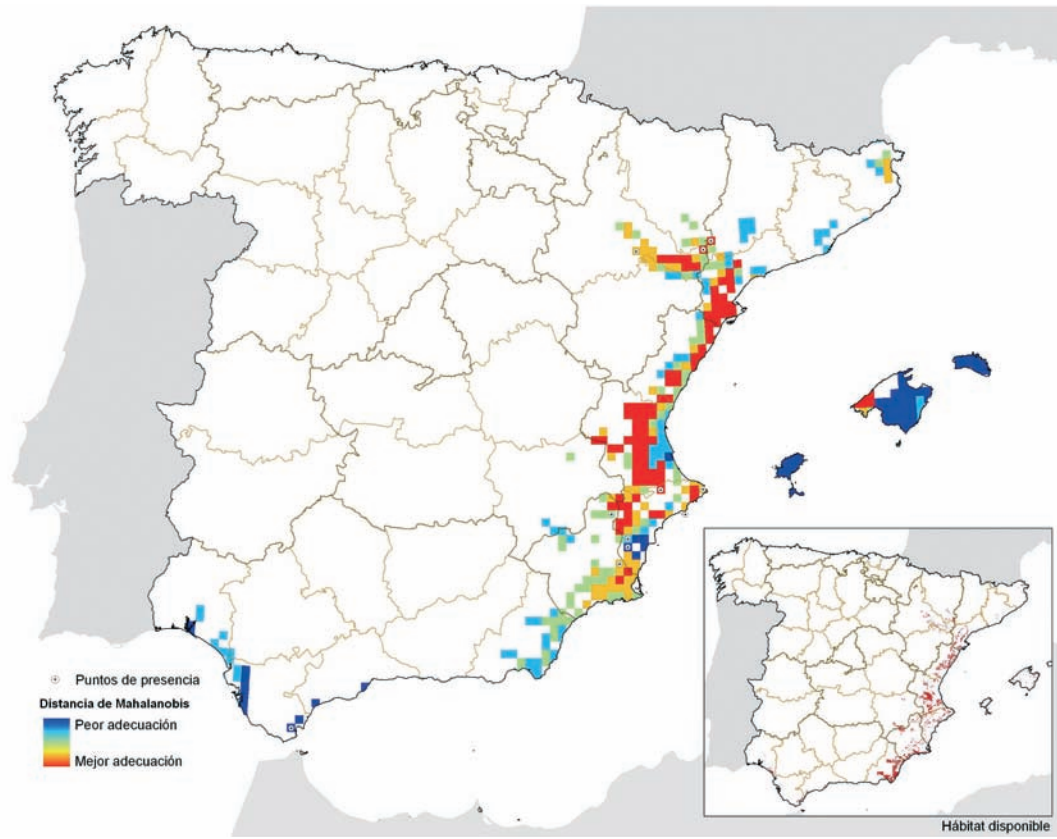 Puntos de presencia
Distancia de Mahalanobis
Peor adecuación
Mejor adecuación
Hábitat disponible